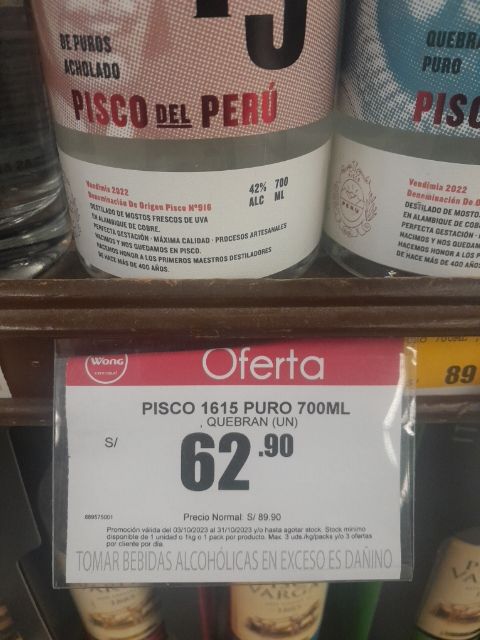 DE PUROS
ACHOLADO
PISCO DEL PERÚ
Vendimia 2022
Denominación De Origen Pisco Nº916
DESTILADO DE MOSTOS FRESCOS DE UVA
EN ALAMBIQUE DE COBRE.
PERFECTA GESTACIÓN · MÁXIMA CALIDAD · PROCESOS ARTESANALES
NACIMOS Y NOS QUEDAMOS EN PISCO.
HACEMOS HONOR A LOS PRIMEROS MAESTROS DESTILADORES
DE HACE MÁS DE 400 AÑOS.
42% 700
ALC ML
QUEBRA
PURO
PISC
PERU
Vendimia 2022
Denominación De O
DESTILADO DE MOSTOS
EN ALAMBIQUE DE COB
PERFECTA GESTACIÓN ·
NACIMOS Y NOS QUEDAM
HACEMOS HONOR A LOS
DE HACE MÁS DE 400 AÑOS
Wong
Oferta
PISCO 1615 PURO 700ML
, QUEBRAN (UN)
S/ 62.90
Precio Normal: S/ 89.90
Promoción válida del 03/10/2023 al 31/10/2023 y/o hasta agotar stock. Stock mínimo
disponible de 1 unidad o 1kg o 1 pack por producto. Max. 3 uds./kg/packs y/o 3 ofertas
por cliente por día.
TOMAR BEBIDAS ALCOHÓLICAS EN EXCESO ES DAÑINO
700ML
89